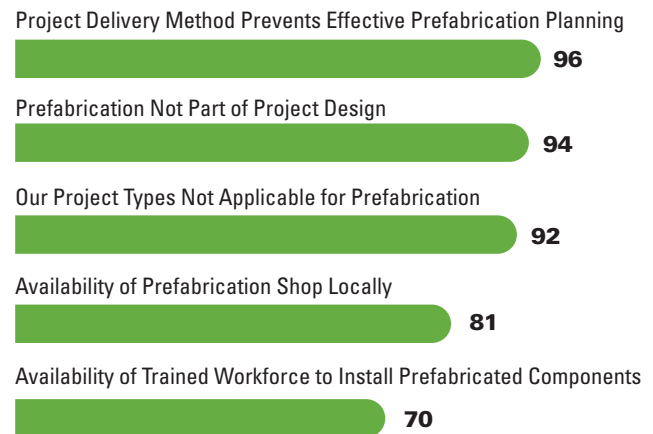 Project Delivery Method Prevents Effective Prefabrication Planning
96
Prefabrication Not Part of Project Design
94
Our Project Types Not Applicable for Prefabrication
92
Availability of Prefabrication Shop Locally
81
Availability of Trained Workforce to Install Prefabricated Components
70